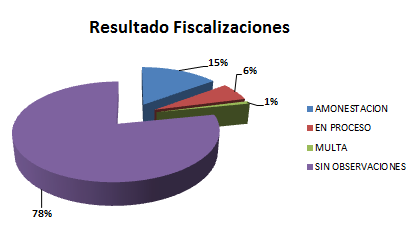 Resultado Fiscalizaciones
15%
6%
1%
78%
AMONESTACION
EN PROCESO
MULTA
SIN OBSERVACIONES